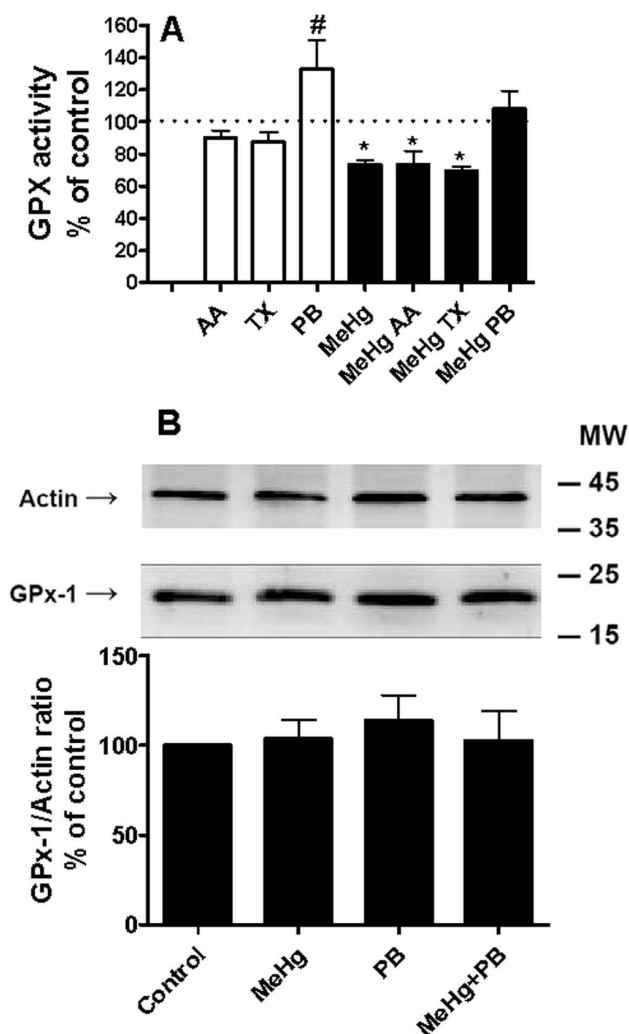 A
GPX activity
% of control
160
140
120
100
80
60
40
20
0
#
*
*
*
AA
TX
PB
MeHg
MeHg AA
MeHg TX
MeHg PB
B
MW
Actin →
45
35
GPx-1 →
25
15
GPx-1/Actin ratio
% of control
150
100
50
0
Control
MeHg
PB
MeHg+PB